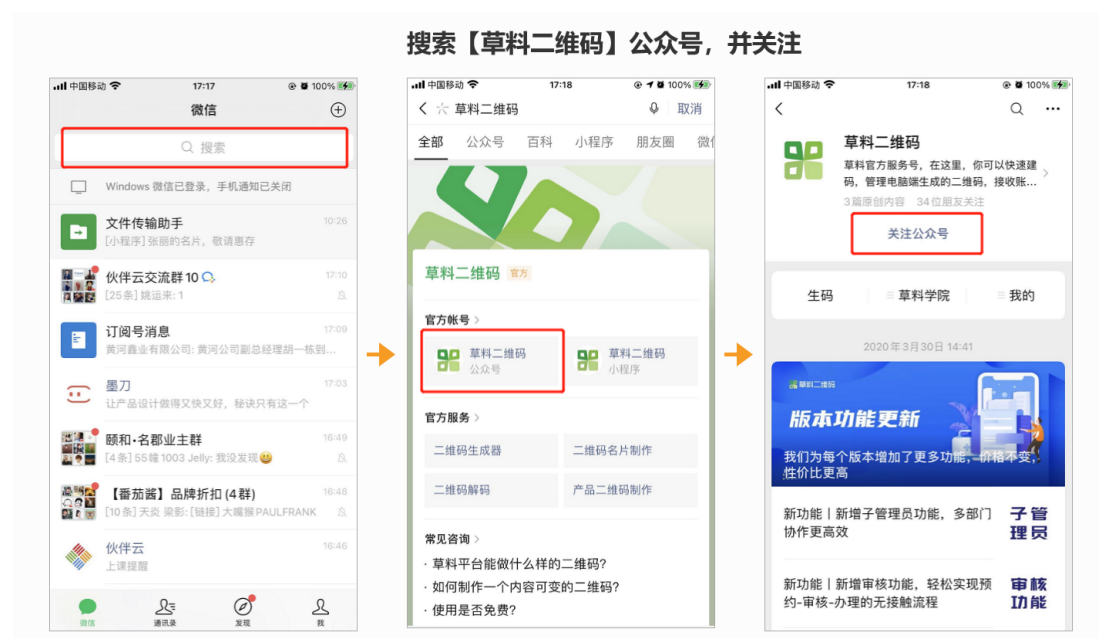 搜索【草料二维码】公众号，并关注
中国移动
17:17
100%
微信
搜索
Windows 微信已登录，手机通知已关闭
文件传输助手
10:26
[小程序] 张丽的名片，敬请惠存
伙伴云交流群 10
17:10
[25条] 姚运来: 1
订阅号消息
17:09
黄河鑫业有限公司: 黄河公司副总经理胡一栋到...
墨刀
17:03
让产品设计做得又快又好，秘诀只有这一个
颐和·名郡业主群
16:49
[4条] 55幢 1003 Jelly: 我没发现
【番茄酱】品牌折扣 (4群)
16:48
[10条] 天炎 梁影: [链接] 大嘴猴PAULFRANK
伙伴云
16:46
上课提醒
微信
通讯录
发现
我
中国移动
17:18
100%
草料二维码
取消
全部
公众号
百科
小程序
朋友圈
草料二维码
官方
官方帐号
草料二维码
公众号
草料二维码
小程序
官方服务
二维码生成器
二维码名片制作
二维码解码
产品二维码制作
常见咨询
· 草料平台能做什么样的二维码?
· 如何制作一个内容可变的二维码?
· 使用是否免费?
中国移动
17:18
100%
草料二维码
草料官方服务号，在这里，你可以快速建
码，管理电脑端生成的二维码，接收账...
3篇原创内容 34位朋友关注
关注公众号
生码
草料学院
我的
2020年3月30日 14:41
草料二维码
版本功能更新
我们为每个版本增加了更多功能，价格不变，
性价比更高
新功能丨新增子管理员功能，多部门
协作更高效
子管
理员
新功能丨新增审核功能，轻松实现预
约-审核-办理的无接触流程
审核
功能